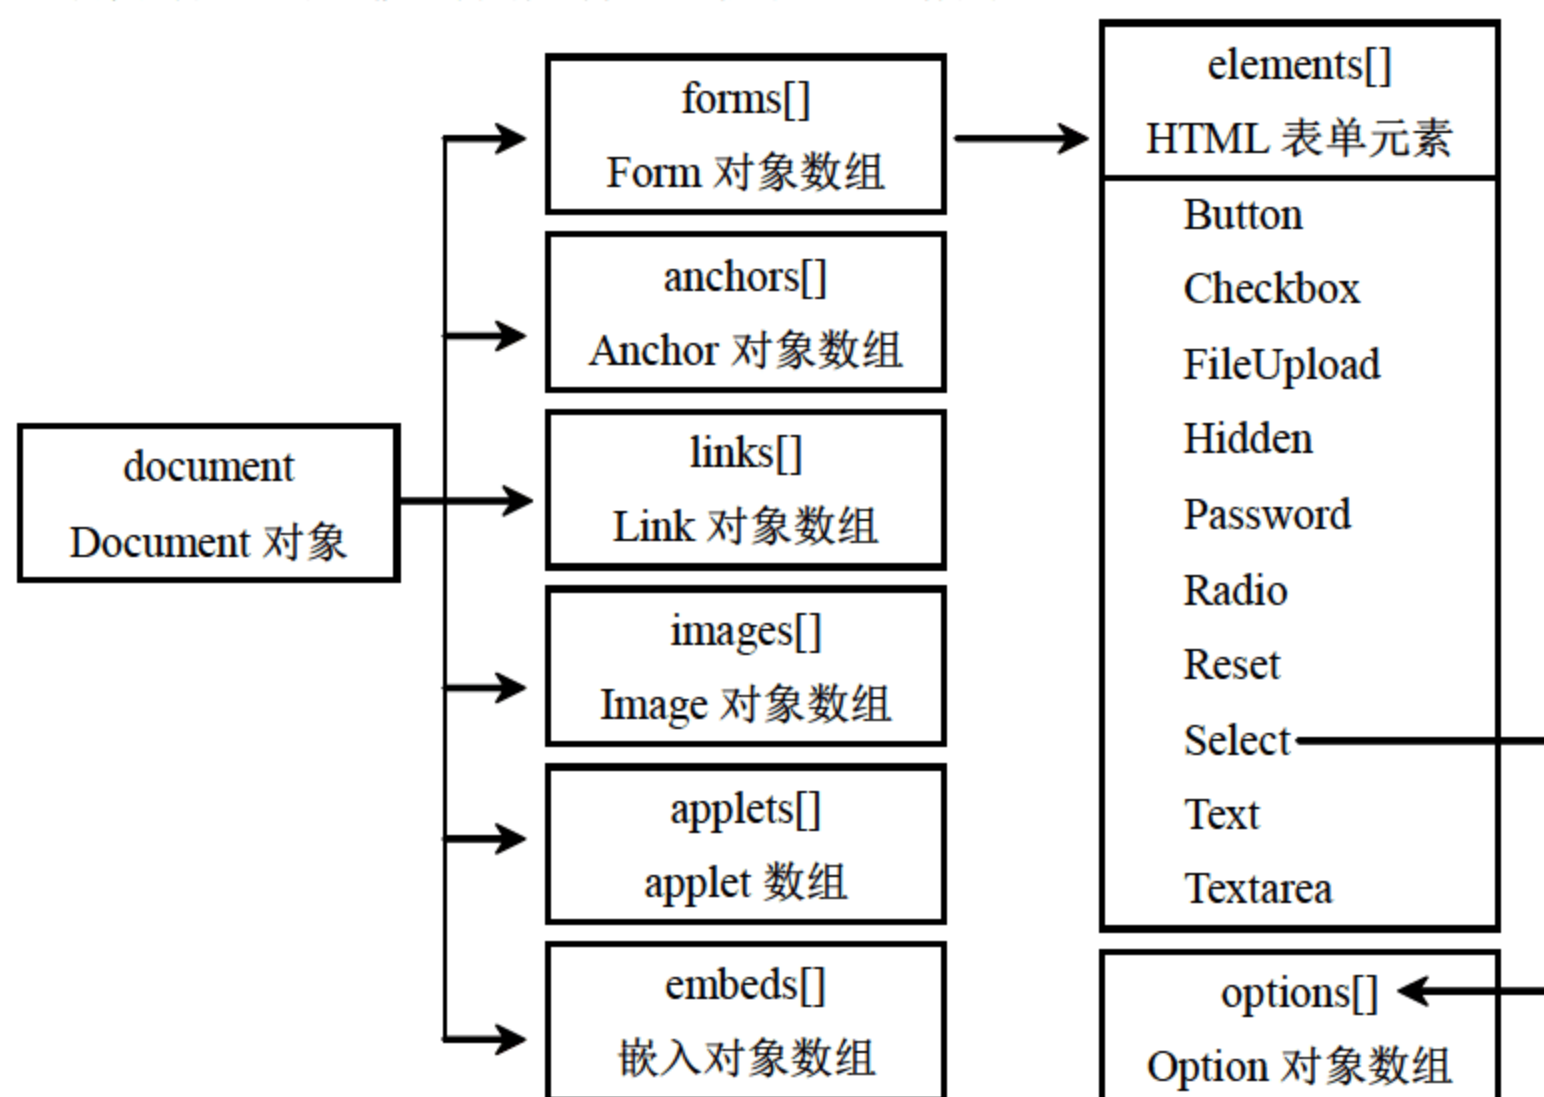 document
Document 对象
forms[]
Form 对象数组
anchors[]
Anchor 对象数组
links[]
Link 对象数组
images[]
Image 对象数组
applets[]
applet 数组
embeds[]
嵌入对象数组
elements[]
HTML 表单元素
Button
Checkbox
FileUpload
Hidden
Password
Radio
Reset
Select
Text
Textarea
options[]
Option 对象数组